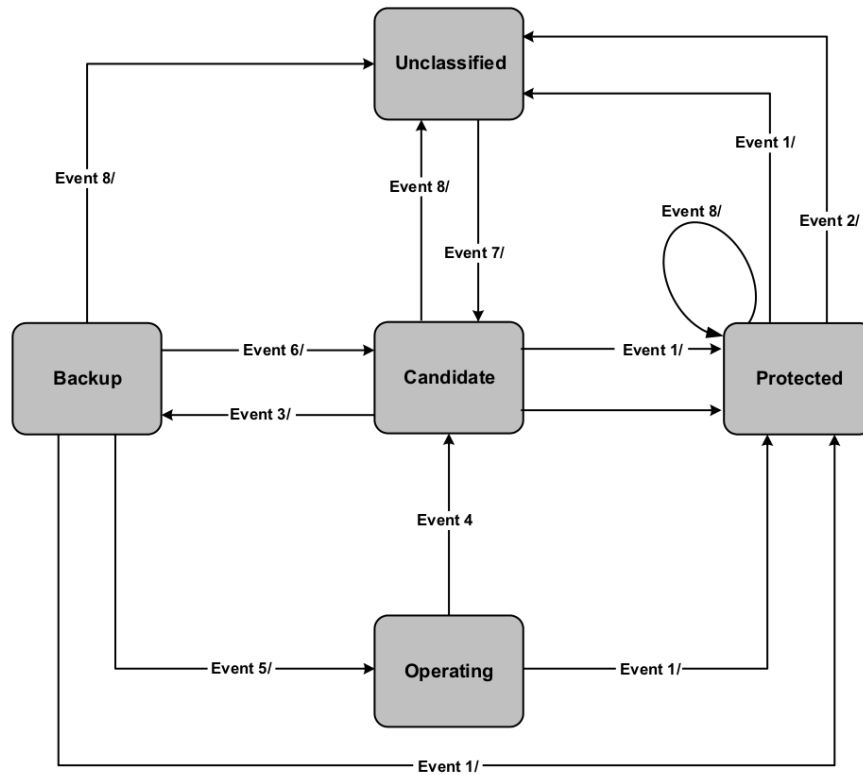 Unclassified
Event 8/
Event 8/
Event 7/
Event 1/
Event 8/
Event 2/
Backup
Event 6/
Candidate
Event 1/
Protected
Event 3/
Event 4
Event 5/
Operating
Event 1/
Event 1/